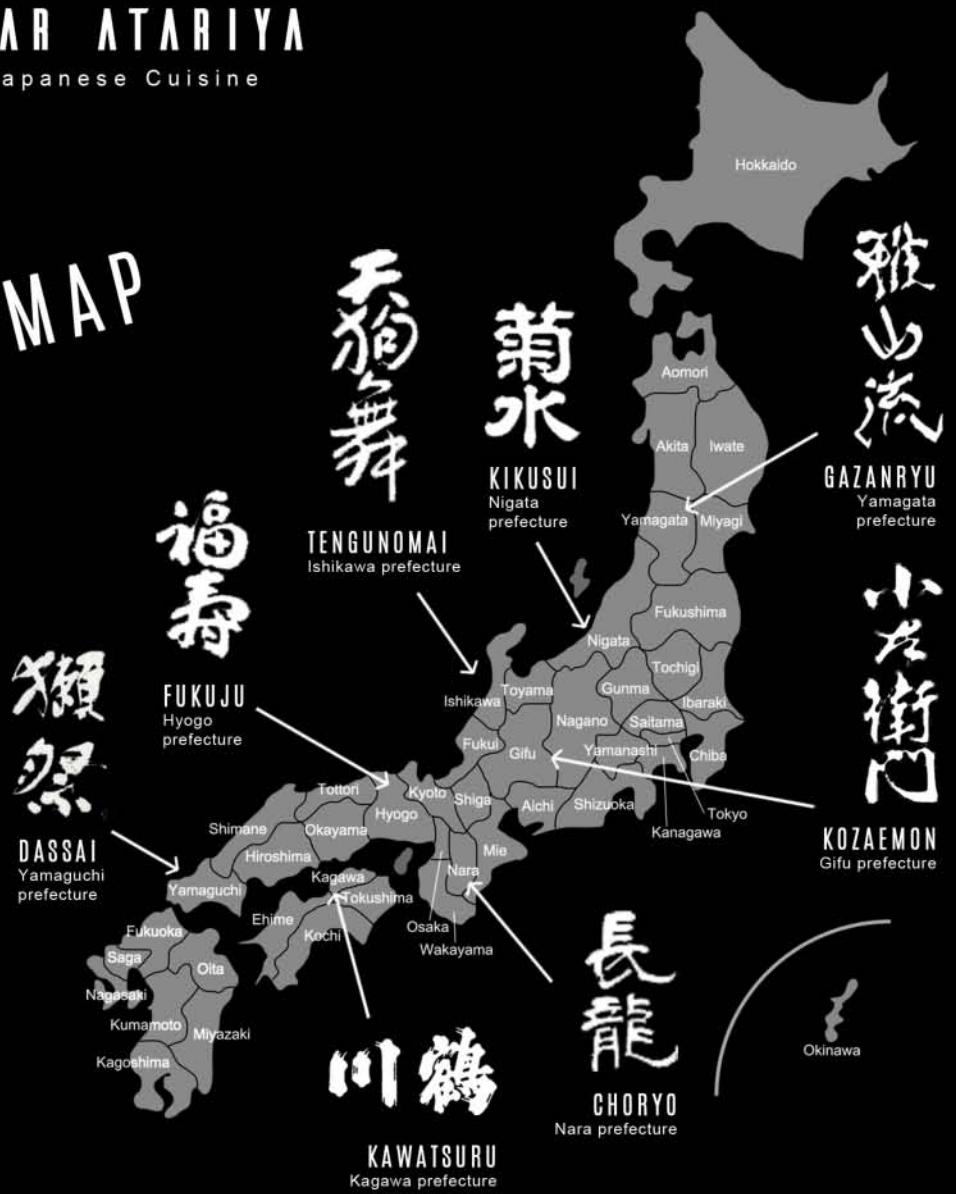 AR ATARIYA
apanese Cuisine
MAP
Hokkaido
雅山流
GAZANRYU
Yamagata
prefecture
天狗舞
TENGUNOMAI
Ishikawa prefecture
菊水
KIKUSUI
Nigata
prefecture
福寿
FUKUJU
Hyogo
prefecture
獺祭
DASSAI
Yamaguchi
prefecture
小左衛門
KOZAEMON
Gifu prefecture
長龍
CHORYO
Nara prefecture
川鶴
KAWATSURU
Kagawa prefecture
Aomori
Akita
Iwate
Yamagata
Miyagi
Fukushima
Nigata
Tochigi
Gunma
Ibaraki
Ishikawa
Toyama
Nagano
Saitama
Fukui
Gifu
Yamanashi
Chiba
Tokyo
Kanagawa
Tottori
Kyoto
Shiga
Aichi
Shizuoka
Hyogo
Shimane
Okayama
Hiroshima
Mie
Nara
Yamaguchi
Kagawa
Tokushima
Ehime
Kochi
Osaka
Wakayama
Fukuoka
Saga
Oita
Nagasaki
Kumamoto
Miyazaki
Kagoshima
Okinawa